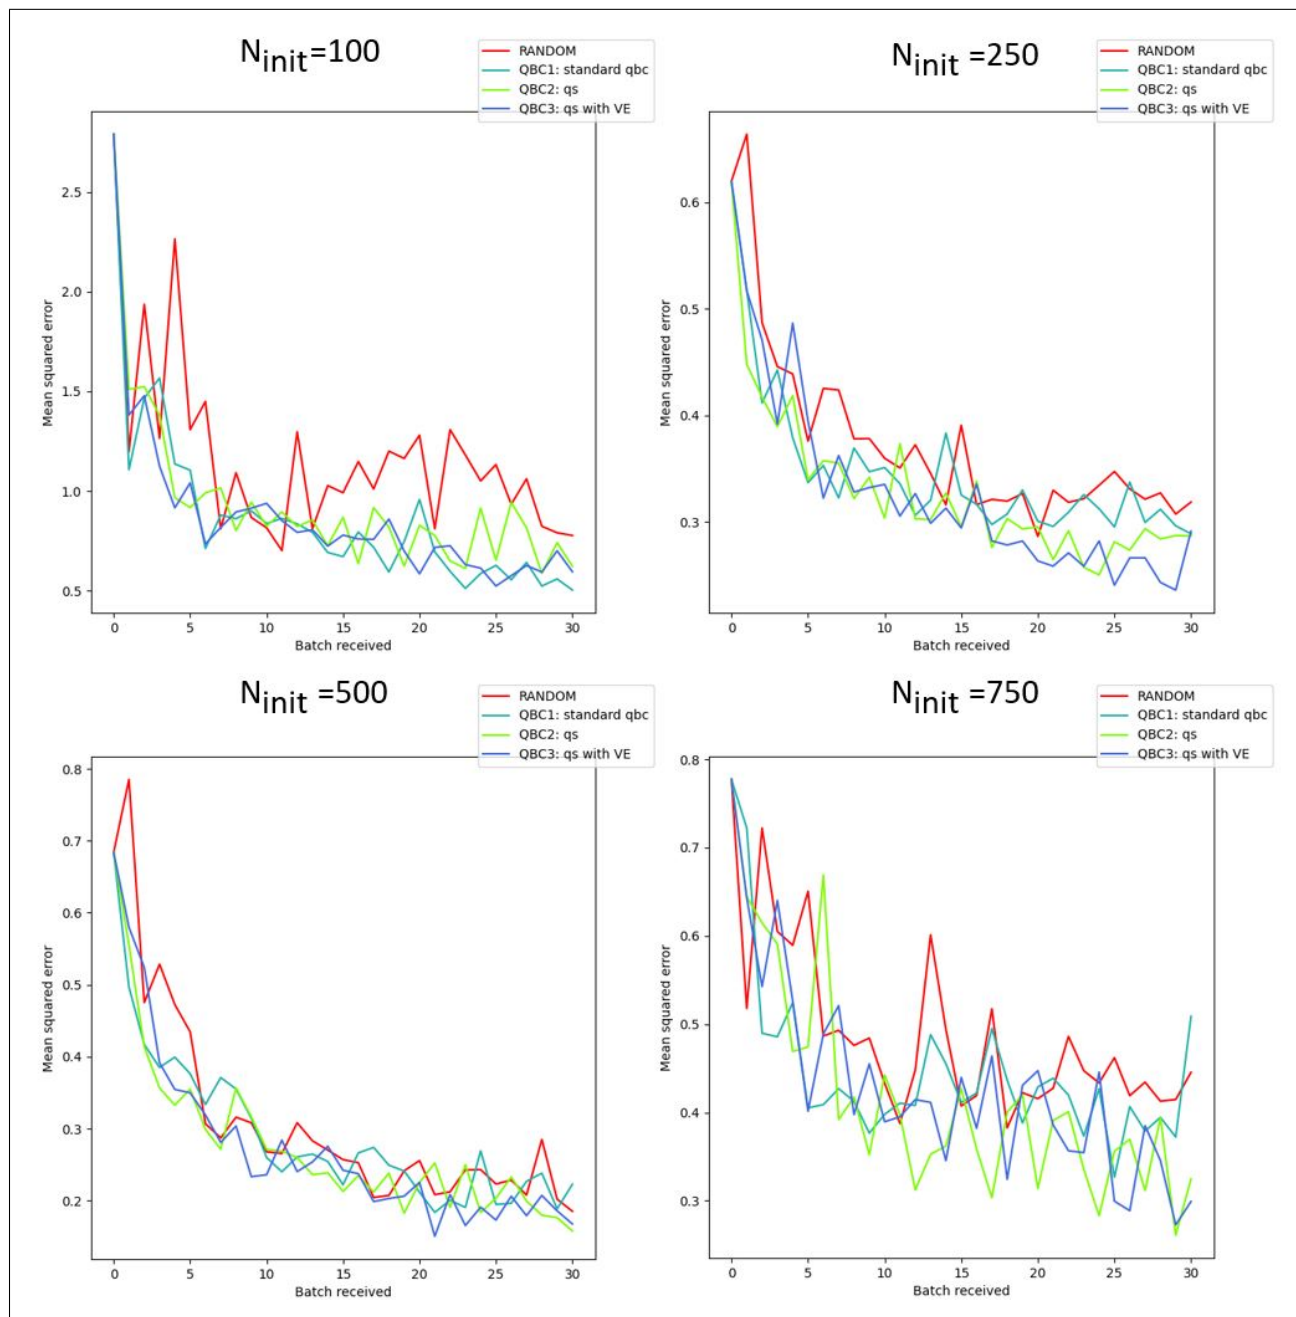 N_init=100
RANDOM
QBC1: standard qbc
QBC2: qs
QBC3: qs with VE
Mean squared error
2.5
2.0
1.5
1.0
0.5
0 5 10 15 20 25 30
Batch received
N_init =250
RANDOM
QBC1: standard qbc
QBC2: qs
QBC3: qs with VE
Mean squared error
0.6
0.5
0.4
0.3
0 5 10 15 20 25 30
Batch received
N_init =500
RANDOM
QBC1: standard qbc
QBC2: qs
QBC3: qs with VE
Mean squared error
0.8
0.7
0.6
0.5
0.4
0.3
0.2
0 5 10 15 20 25 30
Batch received
N_init =750
RANDOM
QBC1: standard qbc
QBC2: qs
QBC3: qs with VE
Mean squared error
0.8
0.7
0.6
0.5
0.4
0.3
0 5 10 15 20 25 30
Batch received